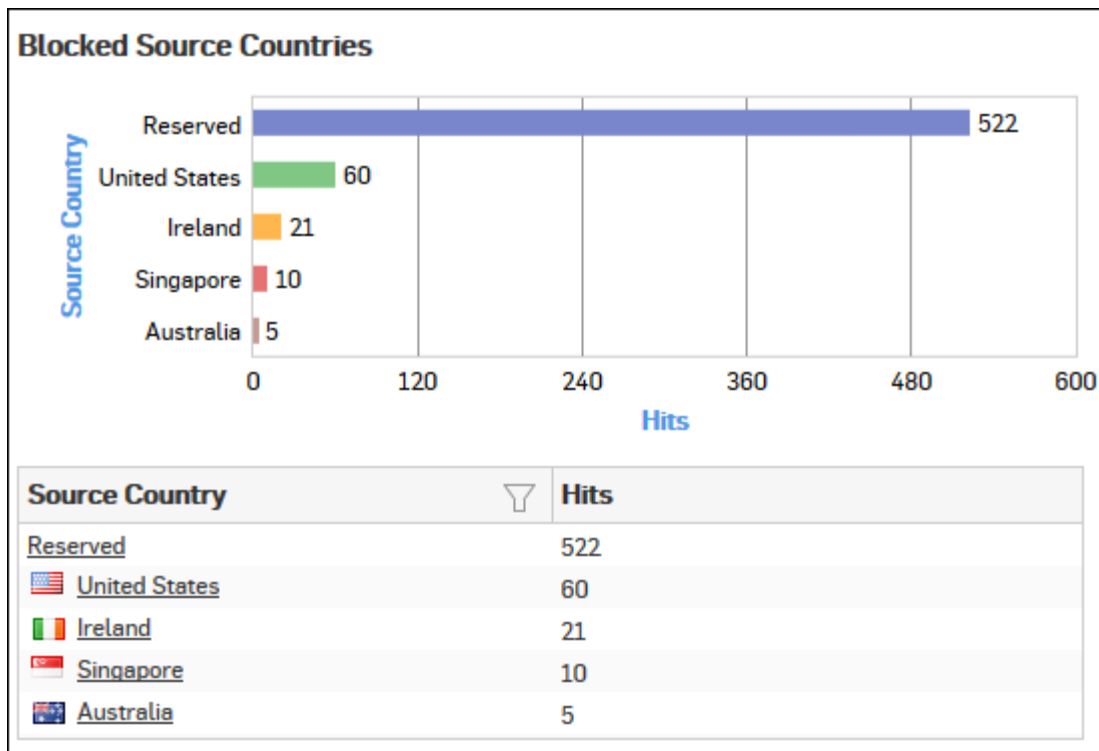 Blocked Source Countries
Source Country
Reserved 522
United States 60
Ireland 21
Singapore 10
Australia 5
0 120 240 360 480 600
Hits
Source Country Hits
Reserved 522
United States 60
Ireland 21
Singapore 10
Australia 5